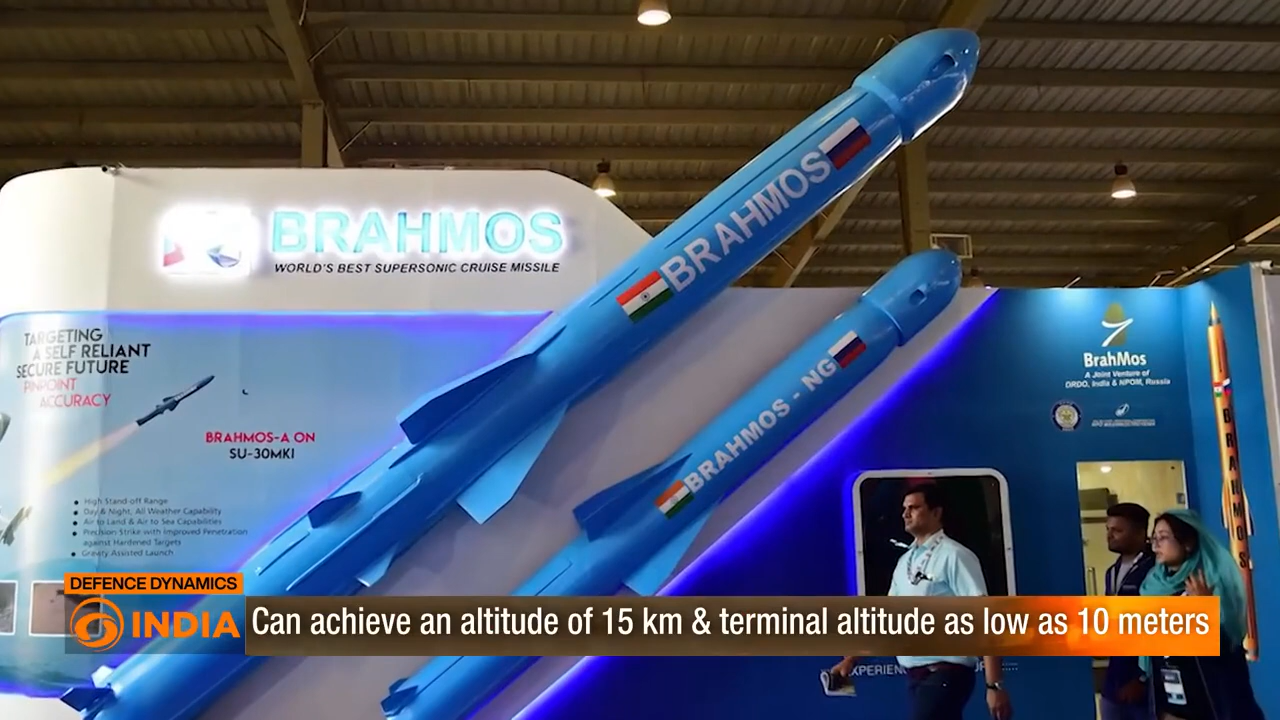 BRAHMOS
WORLD'S BEST SUPERSONIC CRUISE MISSILE
TARGETING
A SELF RELIANT
SECURE FUTURE
PINPOINT
ACCURACY
BRAHMOS-A ON
SU-30MKI
High Stand-off Range
Day & Night, All Weather Capability
Air to Land & Air to Sea Capabilities
Precision Strike with Improved Penetration
against Hardened Targets
Gravity Assisted Launch
BRAHMOS
BRAHMOS - NG
BrahMos
A Joint Venture of
DRDO, India & NPOM, Russia
BRAHMOS
DEFENCE DYNAMICS
INDIA
Can achieve an altitude of 15 km & terminal altitude as low as 10 meters